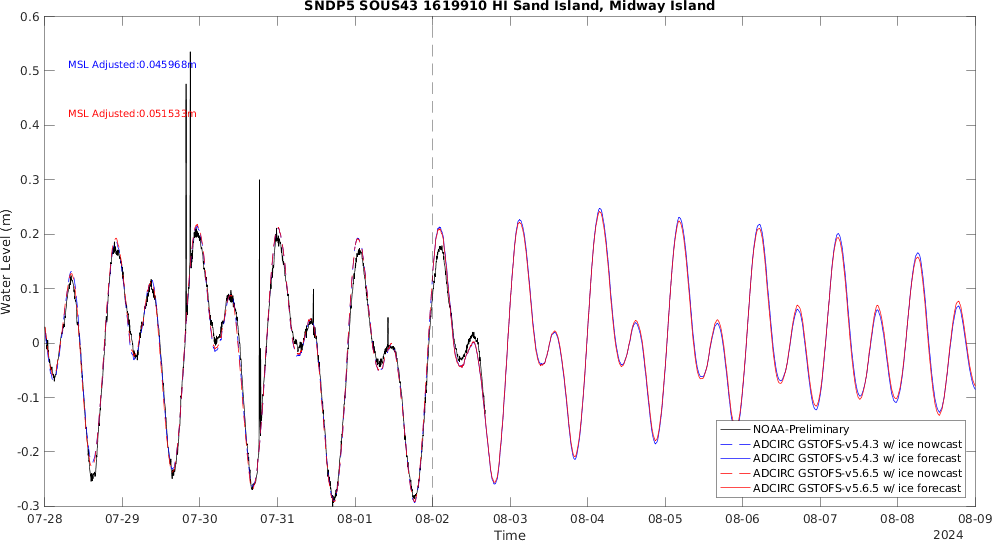 SNDP5 SOUS43 1619910 HI Sand Island, Midway Island
0.6
0.5
0.4
0.3
0.2
0.1
0
-0.1
-0.2
-0.3
Water Level (m)
MSL Adjusted:0.045968m
MSL Adjusted:0.051533m
NOAA-Preliminary
ADCIRC GSTOFS-v5.4.3 w/ ice nowcast
ADCIRC GSTOFS-v5.4.3 w/ ice forecast
ADCIRC GSTOFS-v5.6.5 w/ ice nowcast
ADCIRC GSTOFS-v5.6.5 w/ ice forecast
07-28 07-29 07-30 07-31 08-01 08-02 08-03 08-04 08-05 08-06 08-07 08-08 08-09
Time
2024